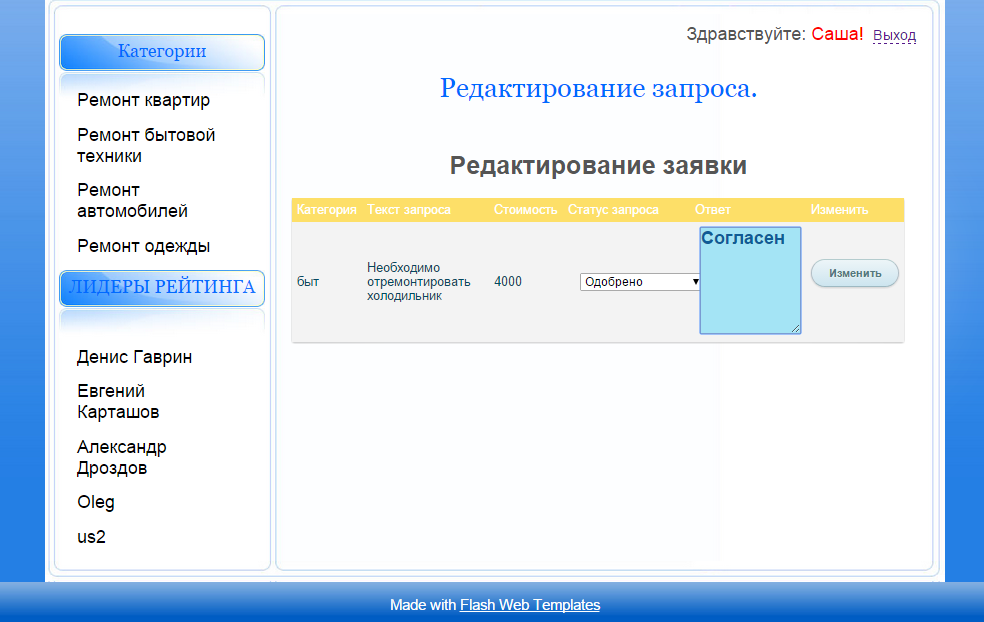 Категории
Ремонт квартир
Ремонт бытовой
техники
Ремонт
автомобилей
Ремонт одежды
ЛИДЕРЫ РЕЙТИНГА
Денис Гаврин
Евгений
Карташов
Александр
Дроздов
Oleg
us2
Здравствуйте: Саша! Выход
Редактирование запроса.
Редактирование заявки
Категория Текст запроса Стоимость Статус запроса Ответ Изменить
быт
Необходимо
отремонтировать
холодильник
4000
Одобрено
Согласен
Изменить
Made with Flash Web Templates